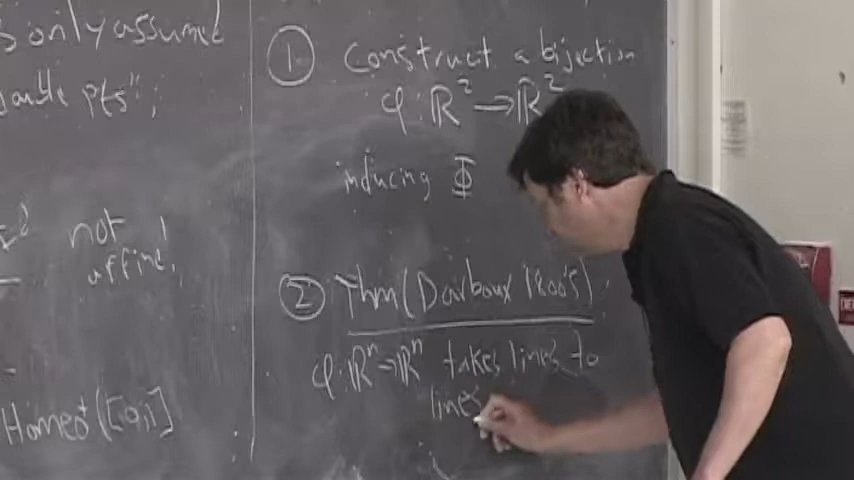 s only assumed
double pts";
not
affine!
Homeo⁺([0,1])
① Construct a bijection
φ: ℝ² → ℝ²
inducing Φ
② Thm (Darboux 1800's)
φ: ℝⁿ → ℝⁿ takes lines to
lines